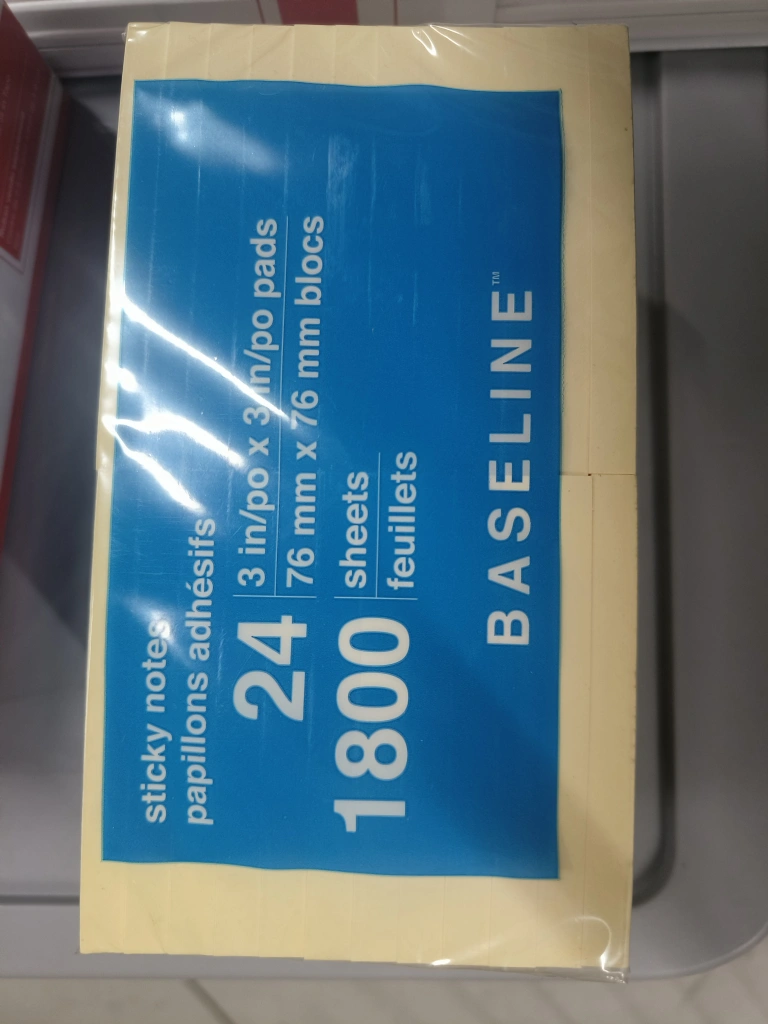 sticky notes
papillons adhésifs
24 3 in/po x 3 in/po pads
76 mm x 76 mm blocs
1800 sheets
feuillets
BASELINE™